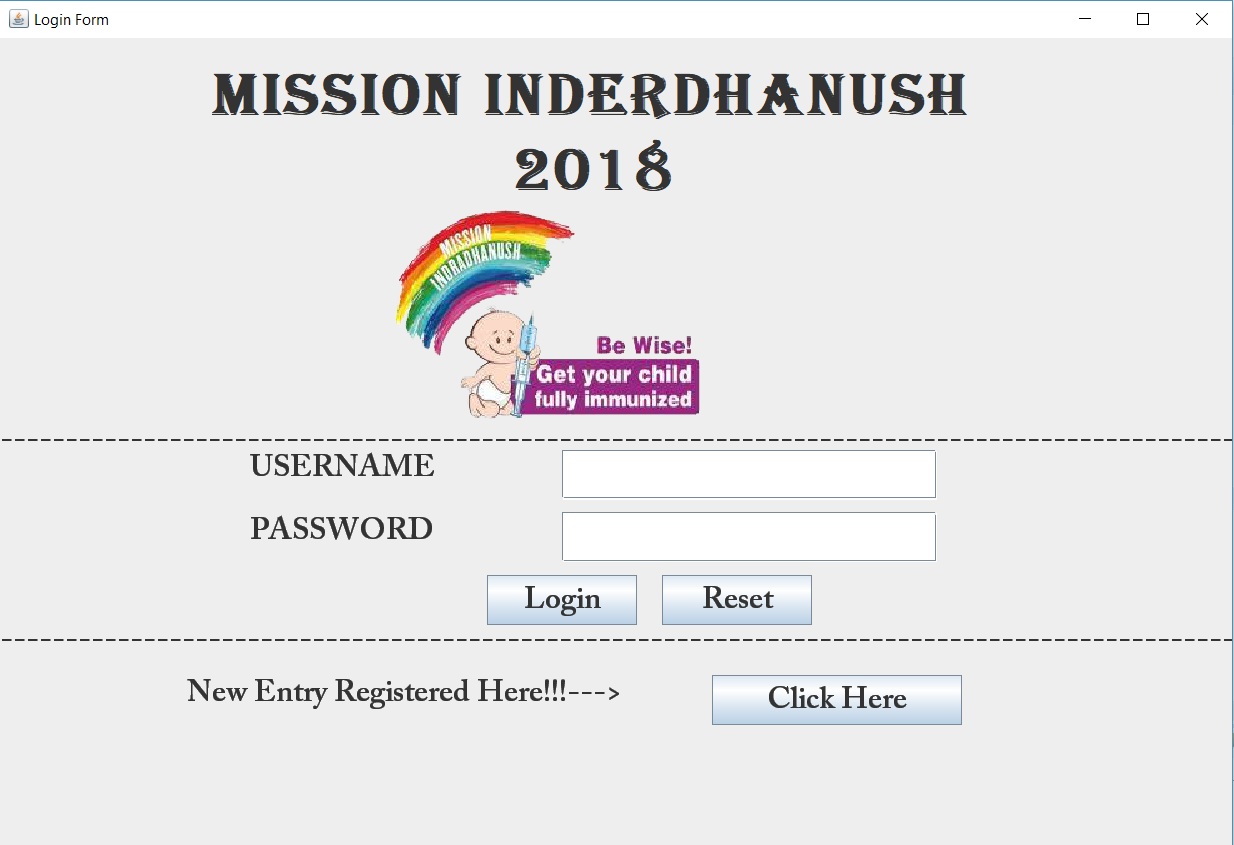 Login Form
MISSION INDERDHANUSH
2018
MISSION
INDRADHANUSH
Be Wise!
Get your child
fully immunized
USERNAME
PASSWORD
Login Reset
New Entry Registered Here!!!---> Click Here